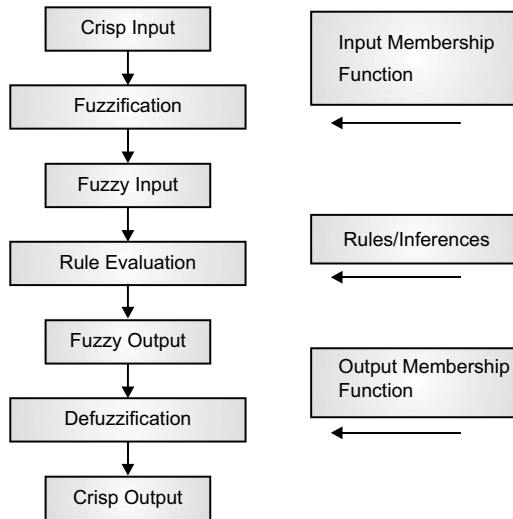 Crisp Input
Fuzzification
Fuzzy Input
Rule Evaluation
Fuzzy Output
Defuzzification
Crisp Output
Input Membership
Function
Rules/Inferences
Output Membership
Function